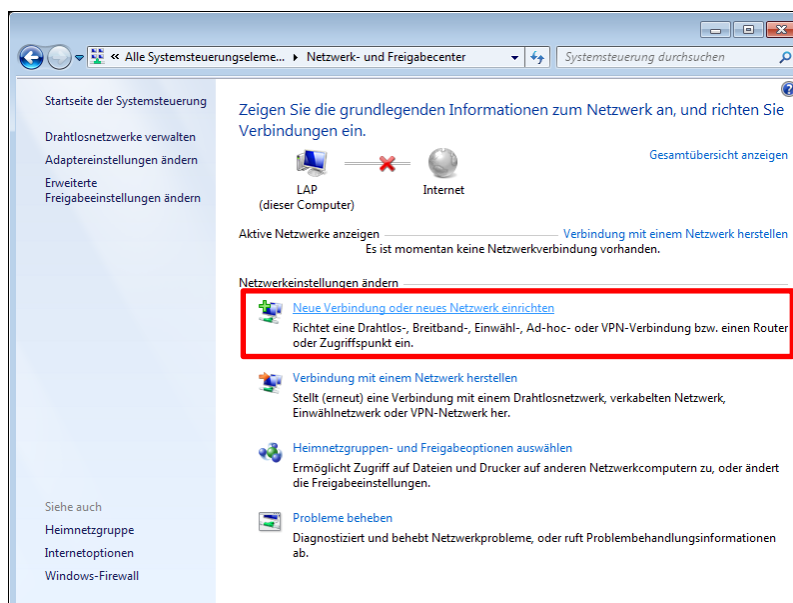 « Alle Systemsteuerungseleme... ▸ Netzwerk- und Freigabecenter
Systemsteuerung durchsuchen
Startseite der Systemsteuerung
Drahtlosnetzwerke verwalten
Adaptereinstellungen ändern
Erweiterte
Freigabeeinstellungen ändern
Zeigen Sie die grundlegenden Informationen zum Netzwerk an, und richten Sie
Verbindungen ein.
Gesamtübersicht anzeigen
LAP
(dieser Computer)
Internet
Aktive Netzwerke anzeigen
Verbindung mit einem Netzwerk herstellen
Es ist momentan keine Netzwerkverbindung vorhanden.
Netzwerkeinstellungen ändern
Neue Verbindung oder neues Netzwerk einrichten
Richtet eine Drahtlos-, Breitband-, Einwähl-, Ad-hoc- oder VPN-Verbindung bzw. einen Router
oder Zugriffspunkt ein.
Verbindung mit einem Netzwerk herstellen
Stellt (erneut) eine Verbindung mit einem Drahtlosnetzwerk, verkabelten Netzwerk,
Einwählnetzwerk oder VPN-Netzwerk her.
Heimnetzgruppen- und Freigabeoptionen auswählen
Ermöglicht Zugriff auf Dateien und Drucker auf anderen Netzwerkcomputern zu, oder ändert
die Freigabeeinstellungen.
Probleme beheben
Diagnostiziert und behebt Netzwerkprobleme, oder ruft Problembehandlungsinformationen
ab.
Siehe auch
Heimnetzgruppe
Internetoptionen
Windows-Firewall